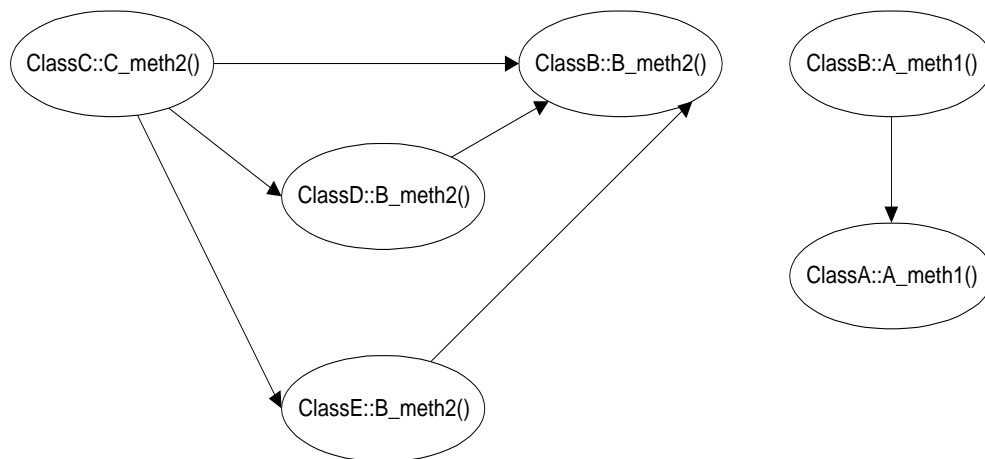 ClassC::C_meth2()
ClassB::B_meth2()
ClassB::A_meth1()
ClassD::B_meth2()
ClassA::A_meth1()
ClassE::B_meth2()